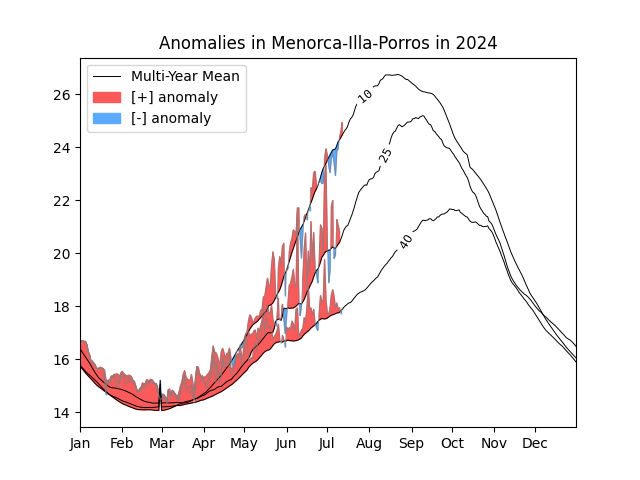 Anomalies in Menorca-Illa-Porros in 2024
Multi-Year Mean
[+] anomaly
[-] anomaly
10
25
40
26
24
22
20
18
16
14
Jan Feb Mar Apr May Jun Jul Aug Sep Oct Nov Dec